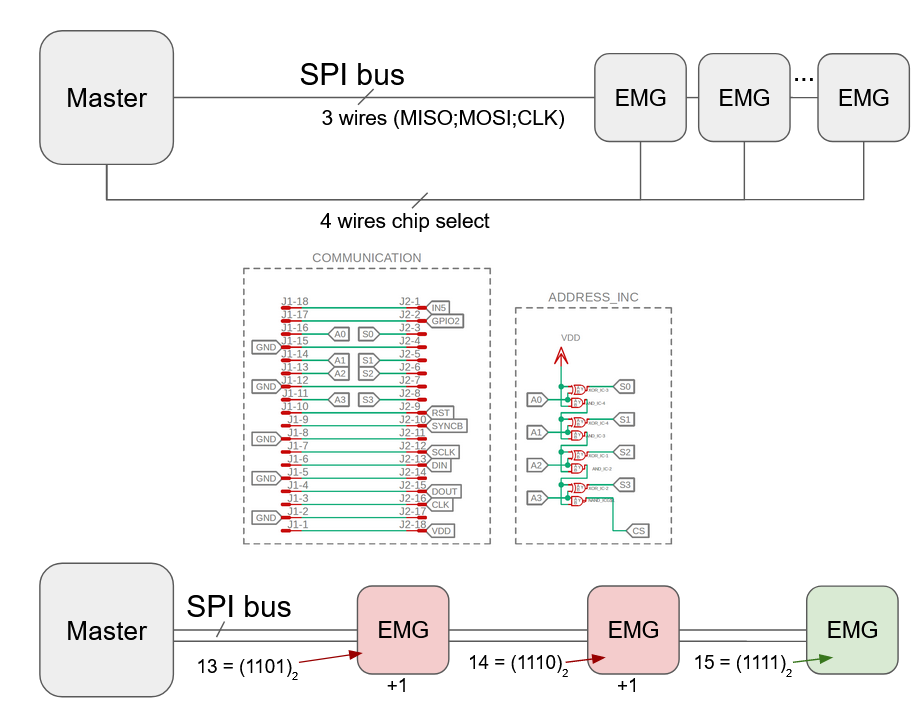 Master
SPI bus
3 wires (MISO;MOSI;CLK)
EMG
EMG
...
EMG
4 wires chip select
COMMUNICATION
J1-18 J2-1 IN5
J1-17 J2-2 GPIO2
J1-16 A0 S0 J2-3
GND J1-15 J2-4
J1-14 A1 S1 J2-5
J1-13 A2 S2 J2-6
GND J1-12 J2-7
J1-11 A3 S3 J2-8
J1-10 J2-9 RST
J1-9 J2-10 SYNCB
GND J1-8 J2-11
J1-7 J2-12 SCLK
J1-6 J2-13 DIN
GND J1-5 J2-14
J1-4 J2-15 DOUT
J1-3 J2-16 CLK
GND J1-2 J2-17
J1-1 J2-18 VDD
ADDRESS_INC
VDD
S0
A0
S1
A1
S2
A2
S3
A3
CS
Master
SPI bus
13 = (1101)2
EMG
+1
14 = (1110)2
EMG
+1
15 = (1111)2
EMG